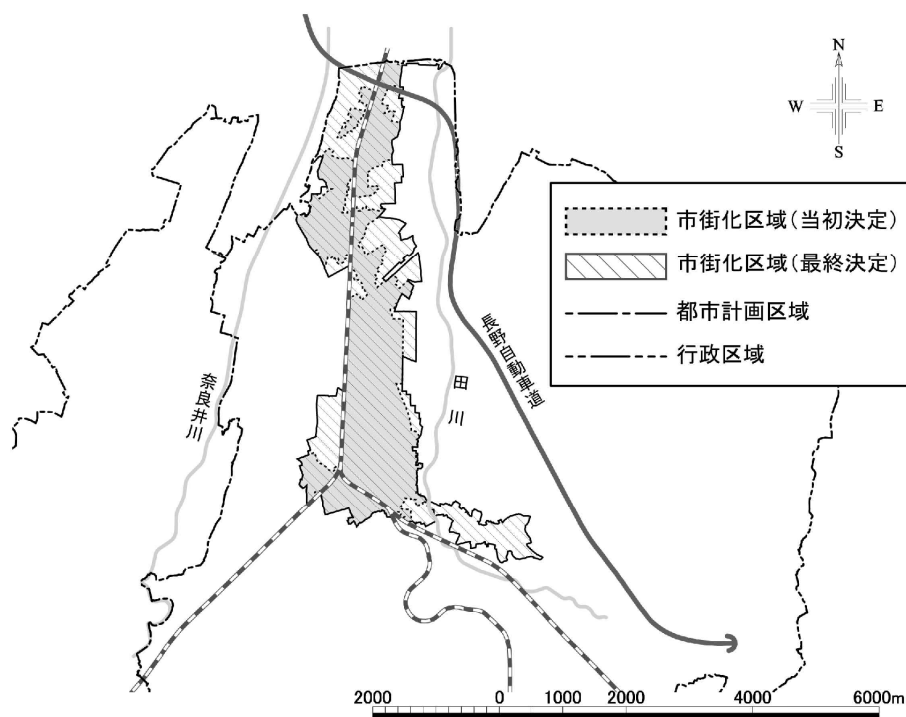 N
W
E
S
市街化区域(当初決定)
市街化区域(最終決定)
都市計画区域
行政区域
奈良井川
田川
長野自動車道
2000
0
1000
2000
4000
6000m